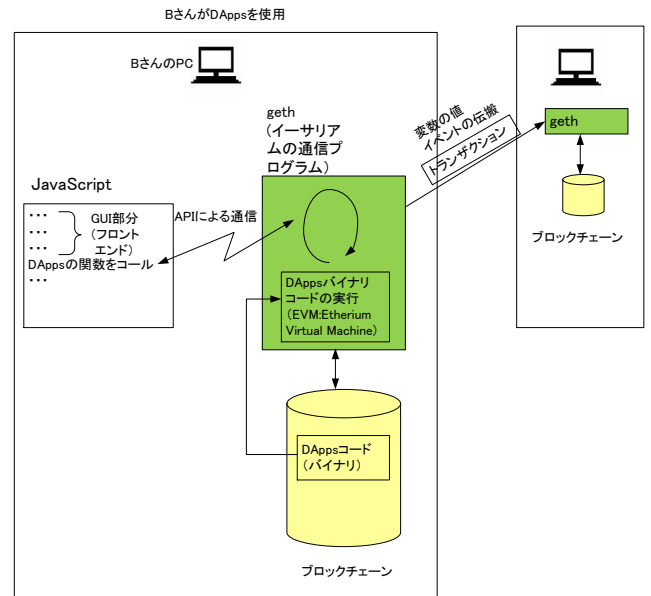 BさんがDAppsを使用
BさんのPC
geth
(イーサリア
ムの通信プ
ログラム)
JavaScript
･･･
･･･
･･･
GUI部分
(フロント
エンド)
DAppsの関数をコール
･･･
APIによる通信
DAppsバイナリ
コードの実行
(EVM:Etherium
Virtual Machine)
DAppsコード
(バイナリ)
ブロックチェーン
変数の値
イベントの伝搬
トランザクション
geth
ブロックチェーン